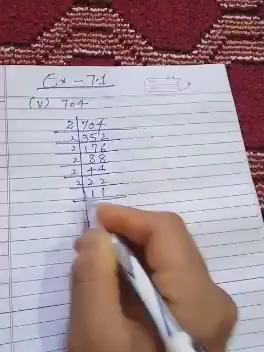 Ex - 7.1
(v) 704
2 | 704
2 | 352
2 | 176
2 | 88
2 | 44
2 | 22
11